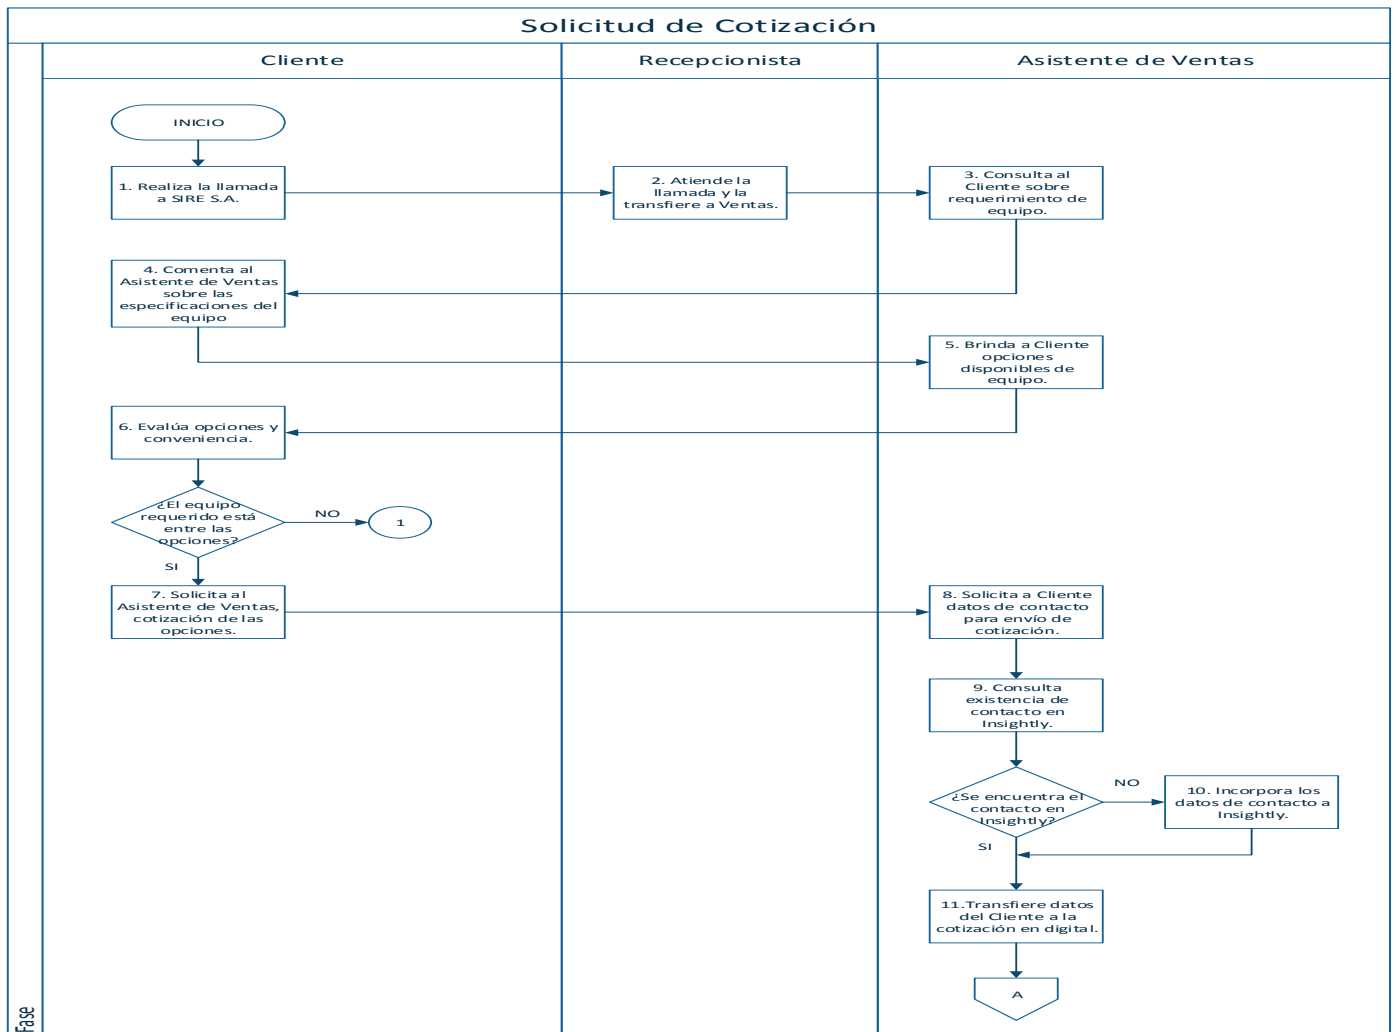 Solicitud de Cotización
Cliente
Recepcionista
Asistente de Ventas
INICIO
1. Realiza la llamada
a SIRE S.A.
2. Atiende la
llamada y la
transfiere a Ventas.
3. Consulta al
Cliente sobre
requerimiento de
equipo.
4. Comenta al
Asistente de Ventas
sobre las
especificaciones del
equipo
5. Brinda a Cliente
opciones
disponibles de
equipo.
6. Evalúa opciones y
conveniencia.
¿El equipo
requerido está
entre las
opciones?
NO
1
SI
7. Solicita al
Asistente de Ventas,
cotización de las
opciones.
8. Solicita a Cliente
datos de contacto
para envío de
cotización.
9. Consulta
existencia de
contacto en
Insightly.
¿Se encuentra el
contacto en
Insightly?
NO
10. Incorpora los
datos de contacto a
Insightly.
SI
11.Transfiere datos
del Cliente a la
cotización en digital.
A
Fase